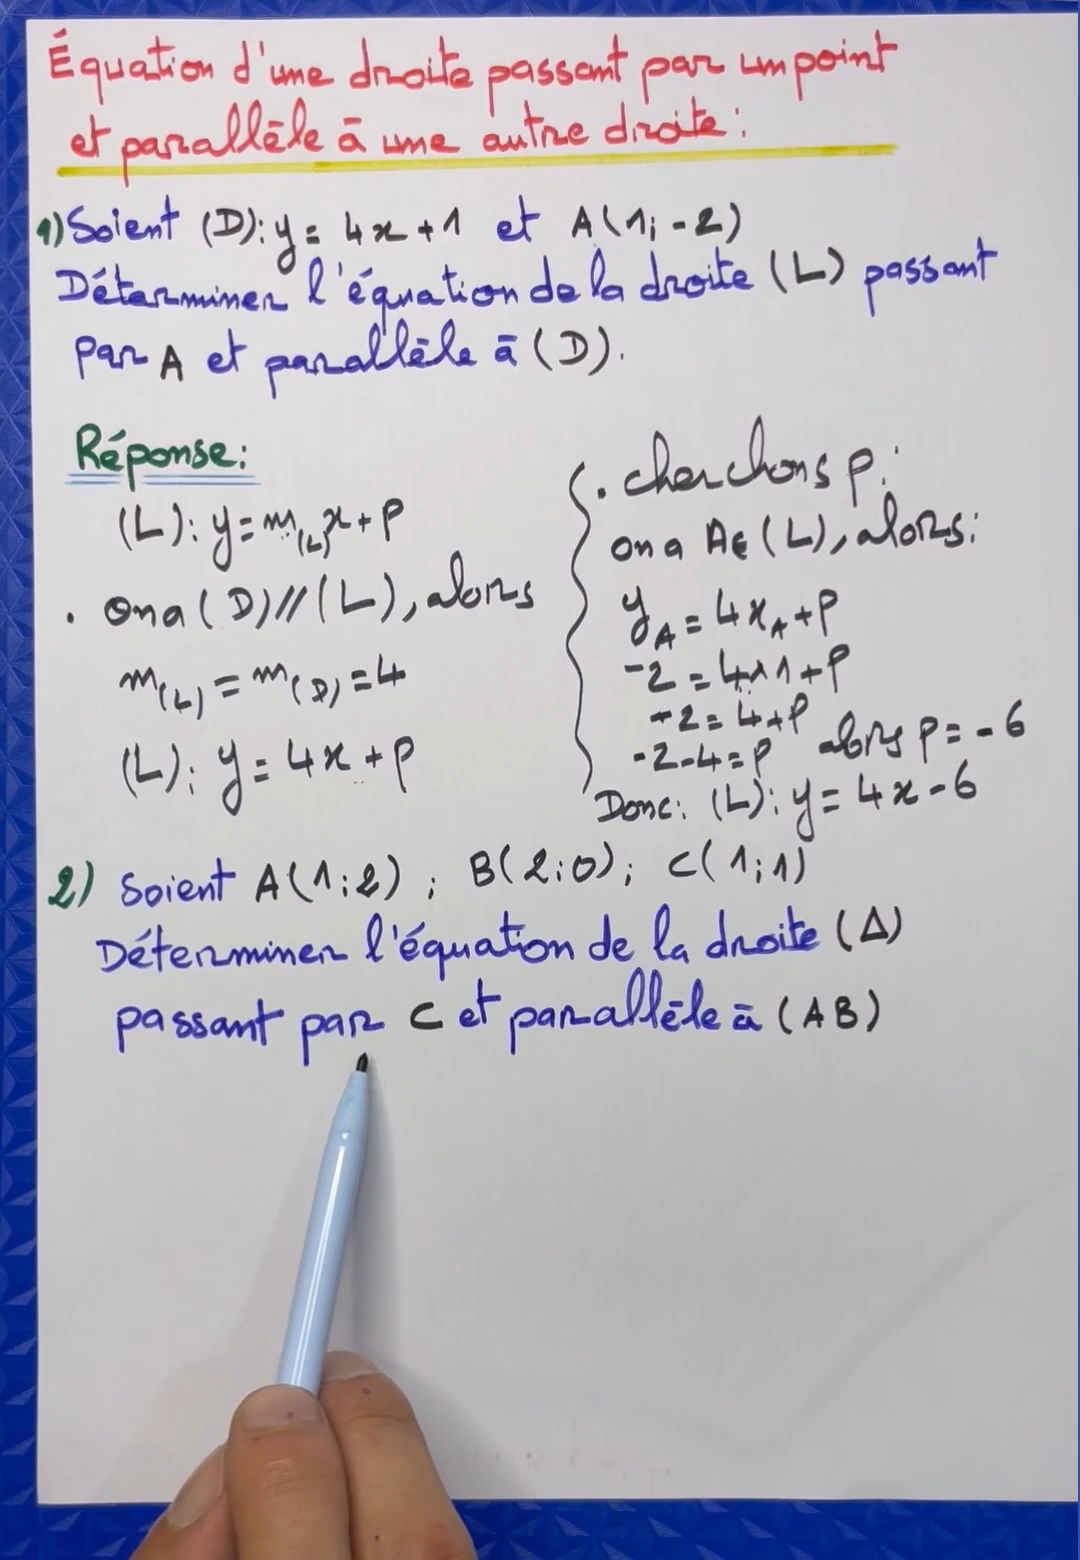 Équation d'une droite passant par un point
et parallèle à une autre droite :
1) Soient (D): y = 4x + 1 et A(1; -2)
Déterminer l'équation de la droite (L) passant
par A et parallèle à (D).
Réponse:
(L): y = m(L)x + p
. On a (D) // (L), alors
m(L) = m(D) = 4
(L): y = 4x + p
. cherchons p :
on a A ∈ (L), alors :
yA = 4xA + p
-2 = 4×1 + p
-2 = 4 + p
-2-4 = p alors p = -6
Donc: (L): y = 4x - 6
2) Soient A(1;2) ; B(2;0) ; C(1;1)
Déterminer l'équation de la droite (Δ)
passant par C et parallèle à (AB)